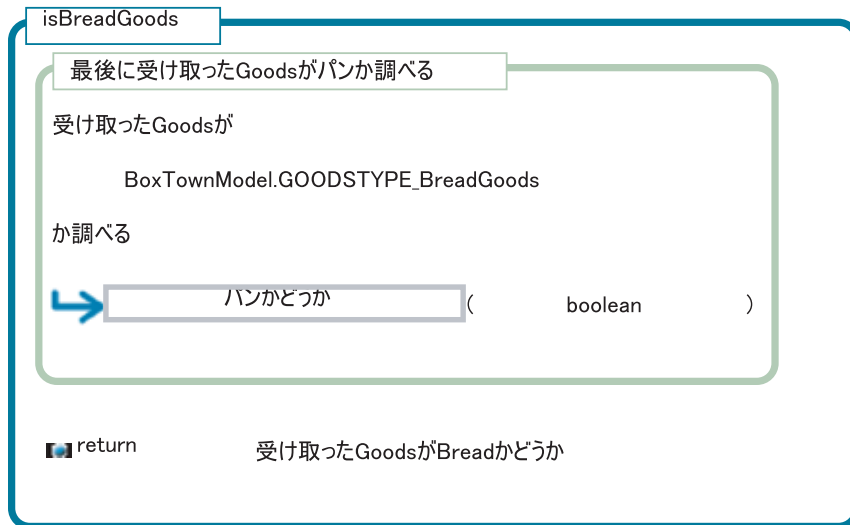 isBreadGoods
最後に受け取ったGoodsがパンか調べる
受け取ったGoodsが
BoxTownModel.GOODSTYPE_BreadGoods
か調べる
パンかどうか ( boolean )
return 受け取ったGoodsがBreadかどうか